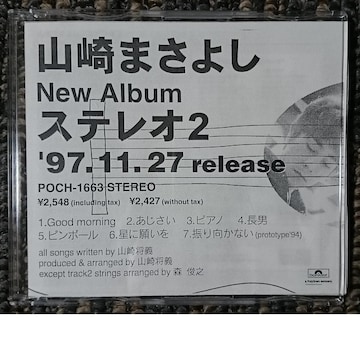 山崎まさよし
New Album
ステレオ2
'97. 11. 27 release
POCH-1663 STEREO
¥2,548 (including tax) ¥2,427 (without tax)
1.Good morning 2.あじさい 3.ピアノ 4.長男
5.ピンボール 6.星に願いを 7.振り向かない (prototype'94)
all songs written by 山崎将義
produced & arranged by 山崎将義
except track2 strings arranged by 森 俊之